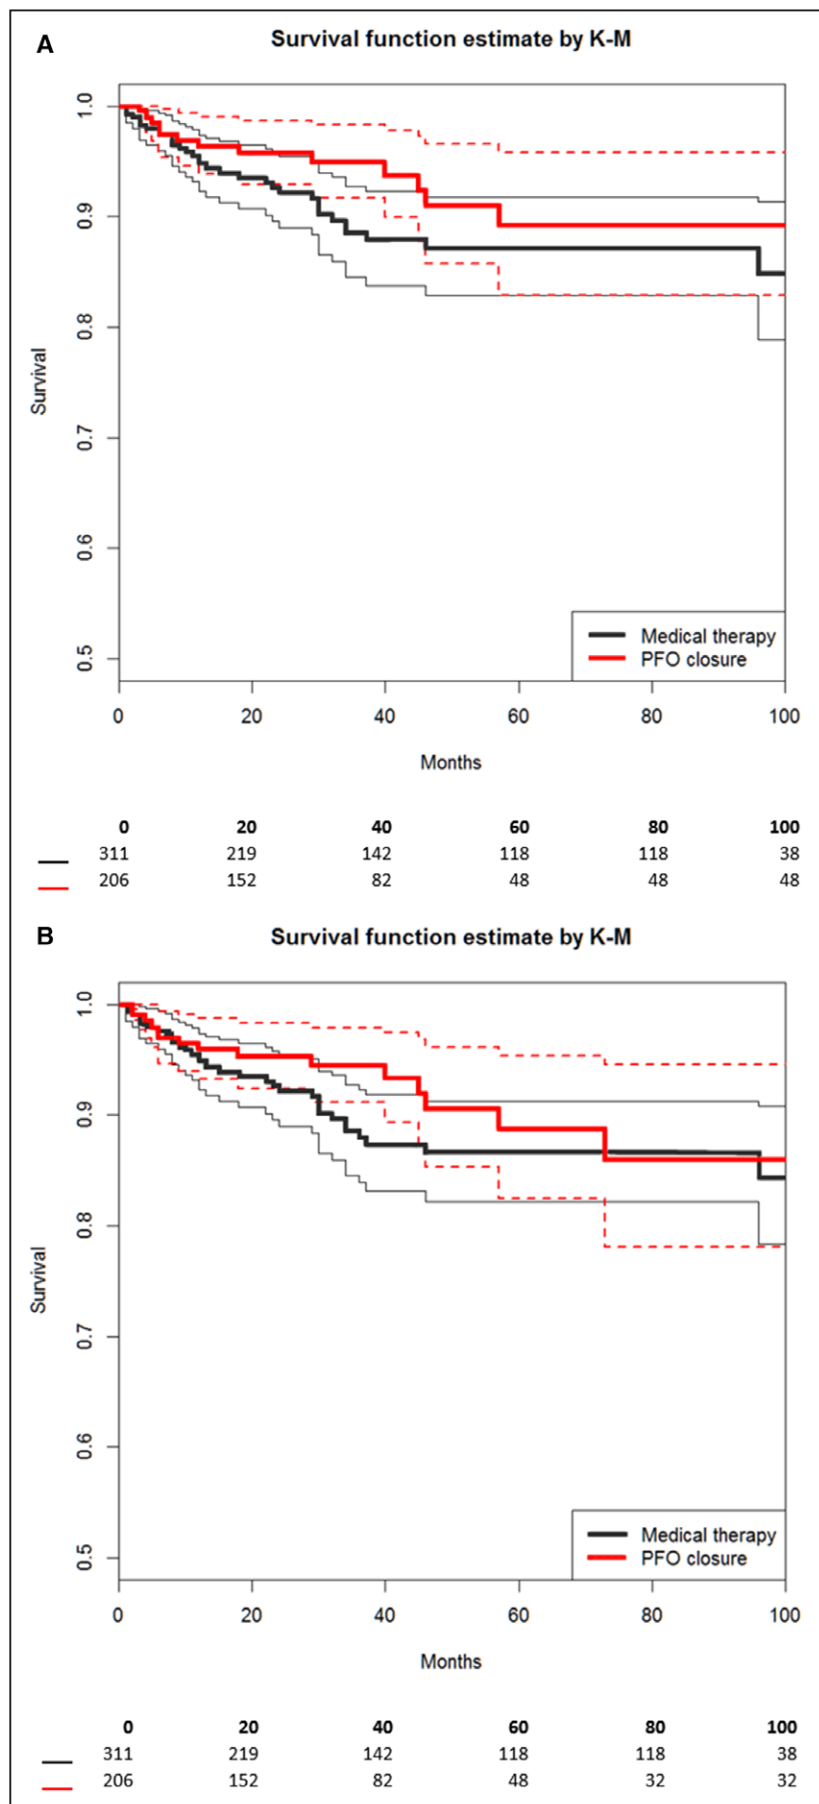 A
Survival function estimate by K-M
1.0
0.9
0.8
0.7
0.6
0.5
Survival
Medical therapy
PFO closure
0 20 40 60 80 100
Months
0 20 40 60 80 100
311 219 142 118 118 38
206 152 82 48 48 48
B
Survival function estimate by K-M
1.0
0.9
0.8
0.7
0.6
0.5
Survival
Medical therapy
PFO closure
0 20 40 60 80 100
Months
0 20 40 60 80 100
311 219 142 118 118 38
206 152 82 48 32 32